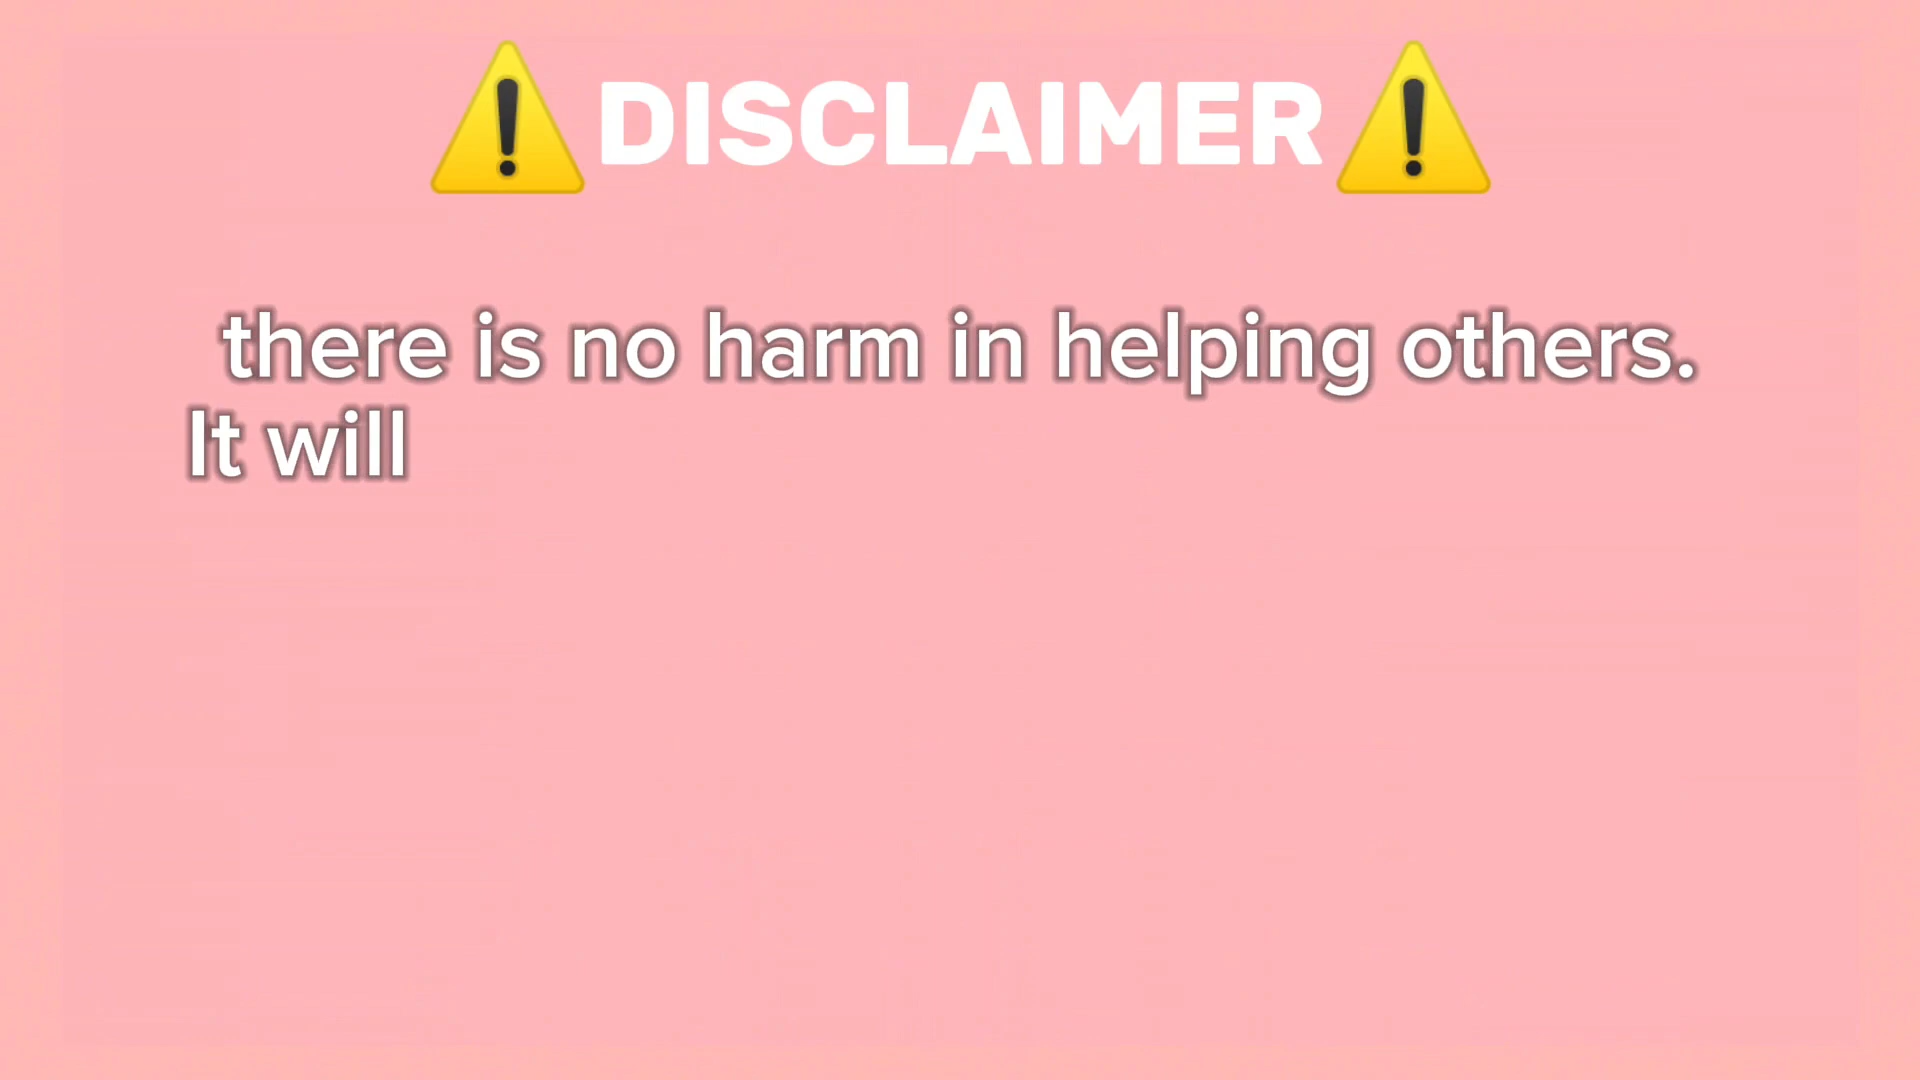 ⚠️DISCLAIMER⚠️
there is no harm in helping others.
It will